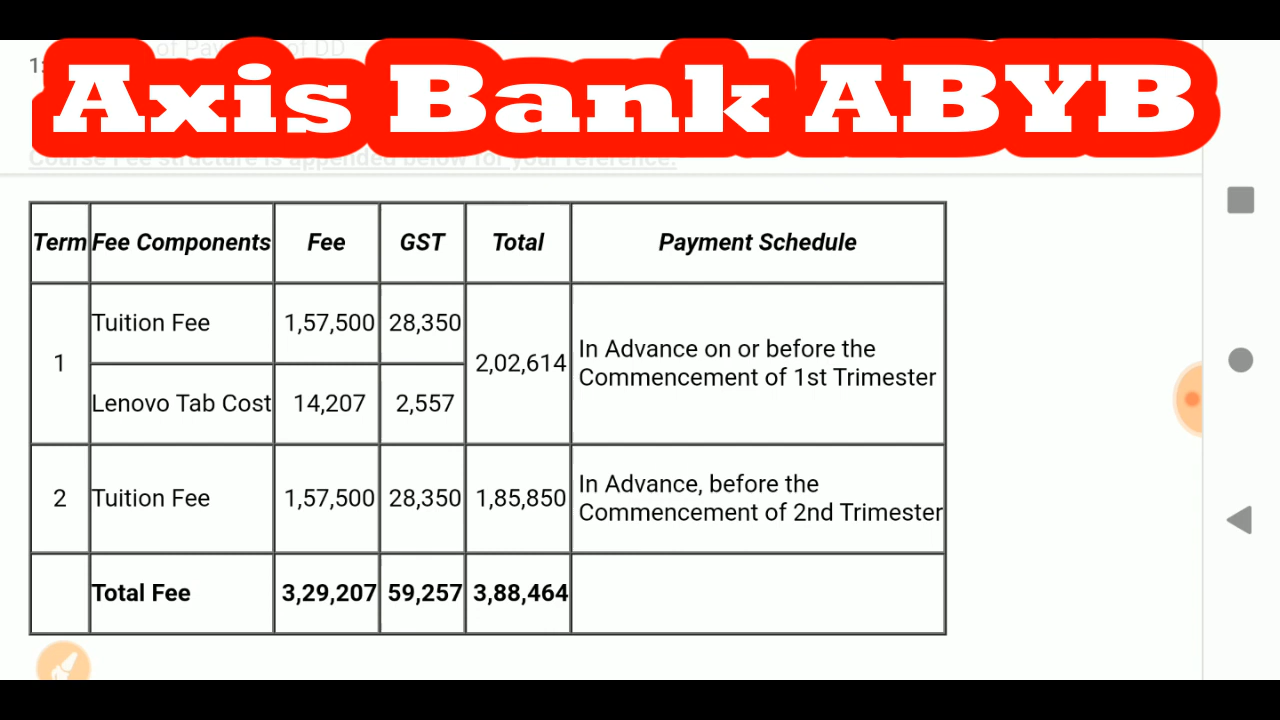 of Pay of DD
Axis Bank ABYB
Course Fee structure is appended below for your reference.
Term Fee Components Fee GST Total Payment Schedule
1 Tuition Fee 1,57,500 28,350 2,02,614 In Advance on or before the
Commencement of 1st Trimester
Lenovo Tab Cost 14,207 2,557
2 Tuition Fee 1,57,500 28,350 1,85,850 In Advance, before the
Commencement of 2nd Trimester
Total Fee 3,29,207 59,257 3,88,464